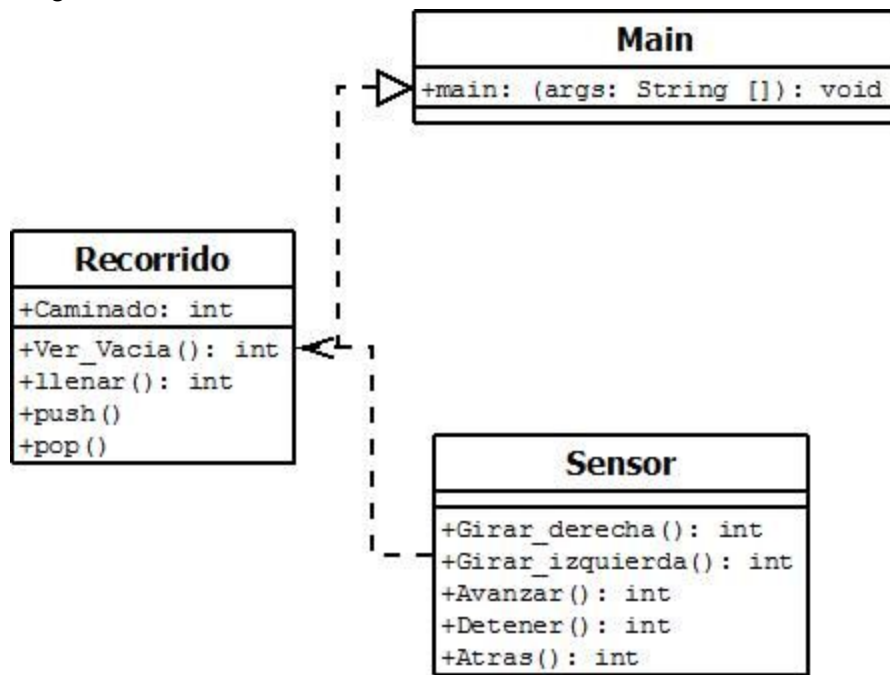 Main
+main: (args: String []): void
Recorrido
+Caminado: int
+Ver_Vacia(): int
+llenar(): int
+push()
+pop()
Sensor
+Girar_derecha(): int
+Girar_izquierda(): int
+Avanzar(): int
+Detener(): int
+Atras(): int